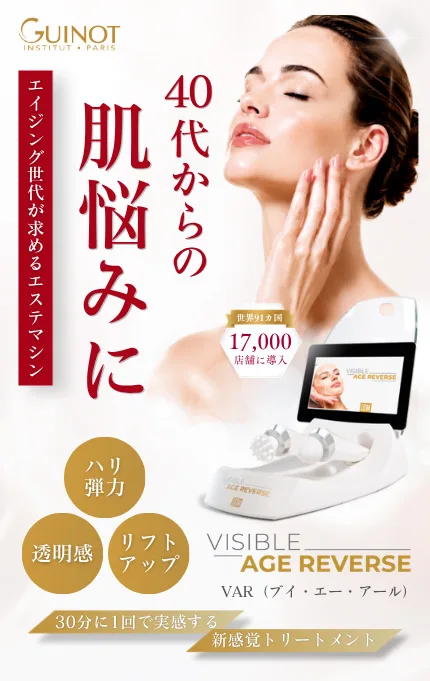 GUINOT
INSTITUT • PARIS
エイジング世代が求めるエステマシン
40代からの
肌悩みに
世界91カ国
17,000
店舗に導入
VISIBLE
AGE REVERSE
VISIBLE
AGE REVERSE
ハリ
弾力
透明感
リフト
アップ
VISIBLE
AGE REVERSE
VAR（ブイ・エー・アール）
30分に1回で実感する
新感覚トリートメント